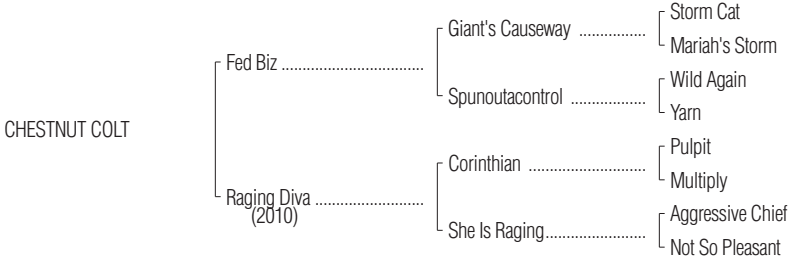 Storm Cat
Giant's Causeway ................
Mariah's Storm
Fed Biz .................................
Wild Again
Spunoutacontrol ..................
Yarn
CHESTNUT COLT
Pulpit
Corinthian ...........................
Multiply
Raging Diva .........................
(2010)
Aggressive Chief
She Is Raging.......................
Not So Pleasant